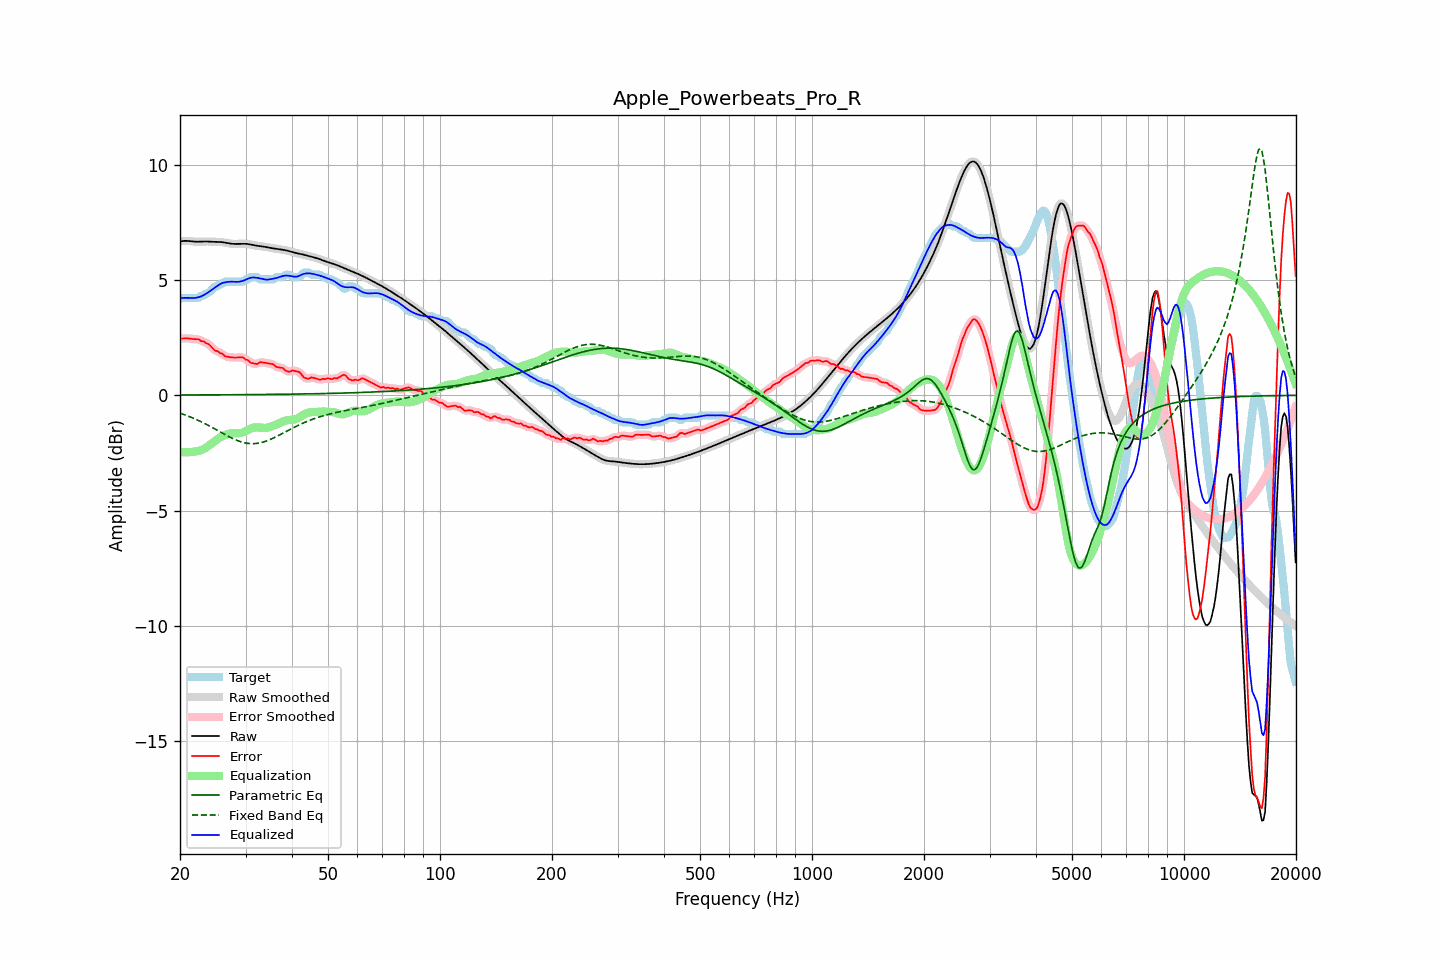 Apple_Powerbeats_Pro_R
10
5
0
−5
−10
−15
Amplitude (dBr)
Target
Raw Smoothed
Error Smoothed
Raw
Error
Equalization
Parametric Eq
Fixed Band Eq
Equalized
20 50 100 200 500 1000 2000 5000 10000 20000
Frequency (Hz)